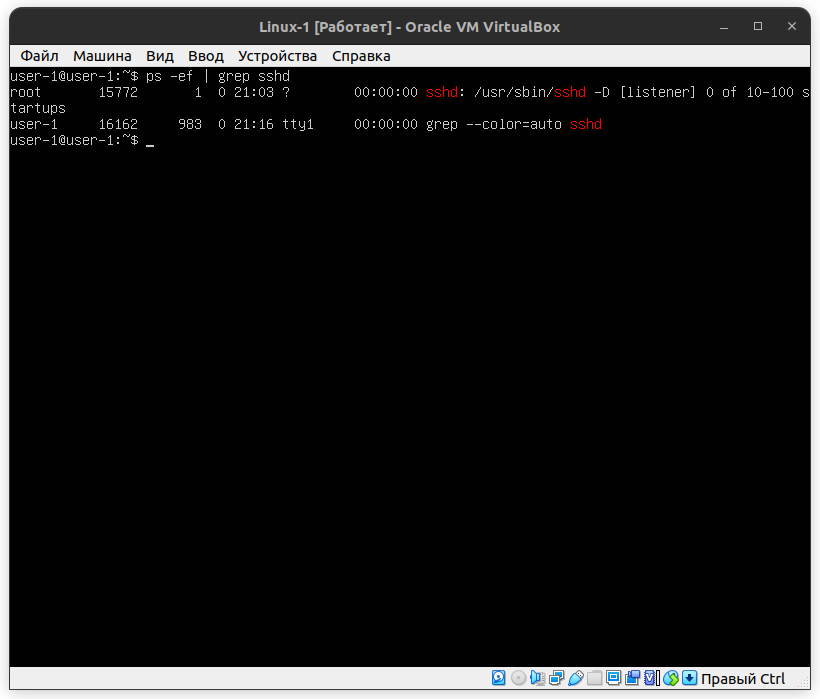 Linux-1 [Работает] - Oracle VM VirtualBox
Файл Машина Вид Ввод Устройства Справка
user-1@user-1:~$ ps -ef | grep sshd
root       15772       1  0 21:03 ?        00:00:00 sshd: /usr/sbin/sshd -D [listener] 0 of 10-100 s
tartups
user-1     16162     983  0 21:16 tty1     00:00:00 grep --color=auto sshd
user-1@user-1:~$ _
Правый Ctrl